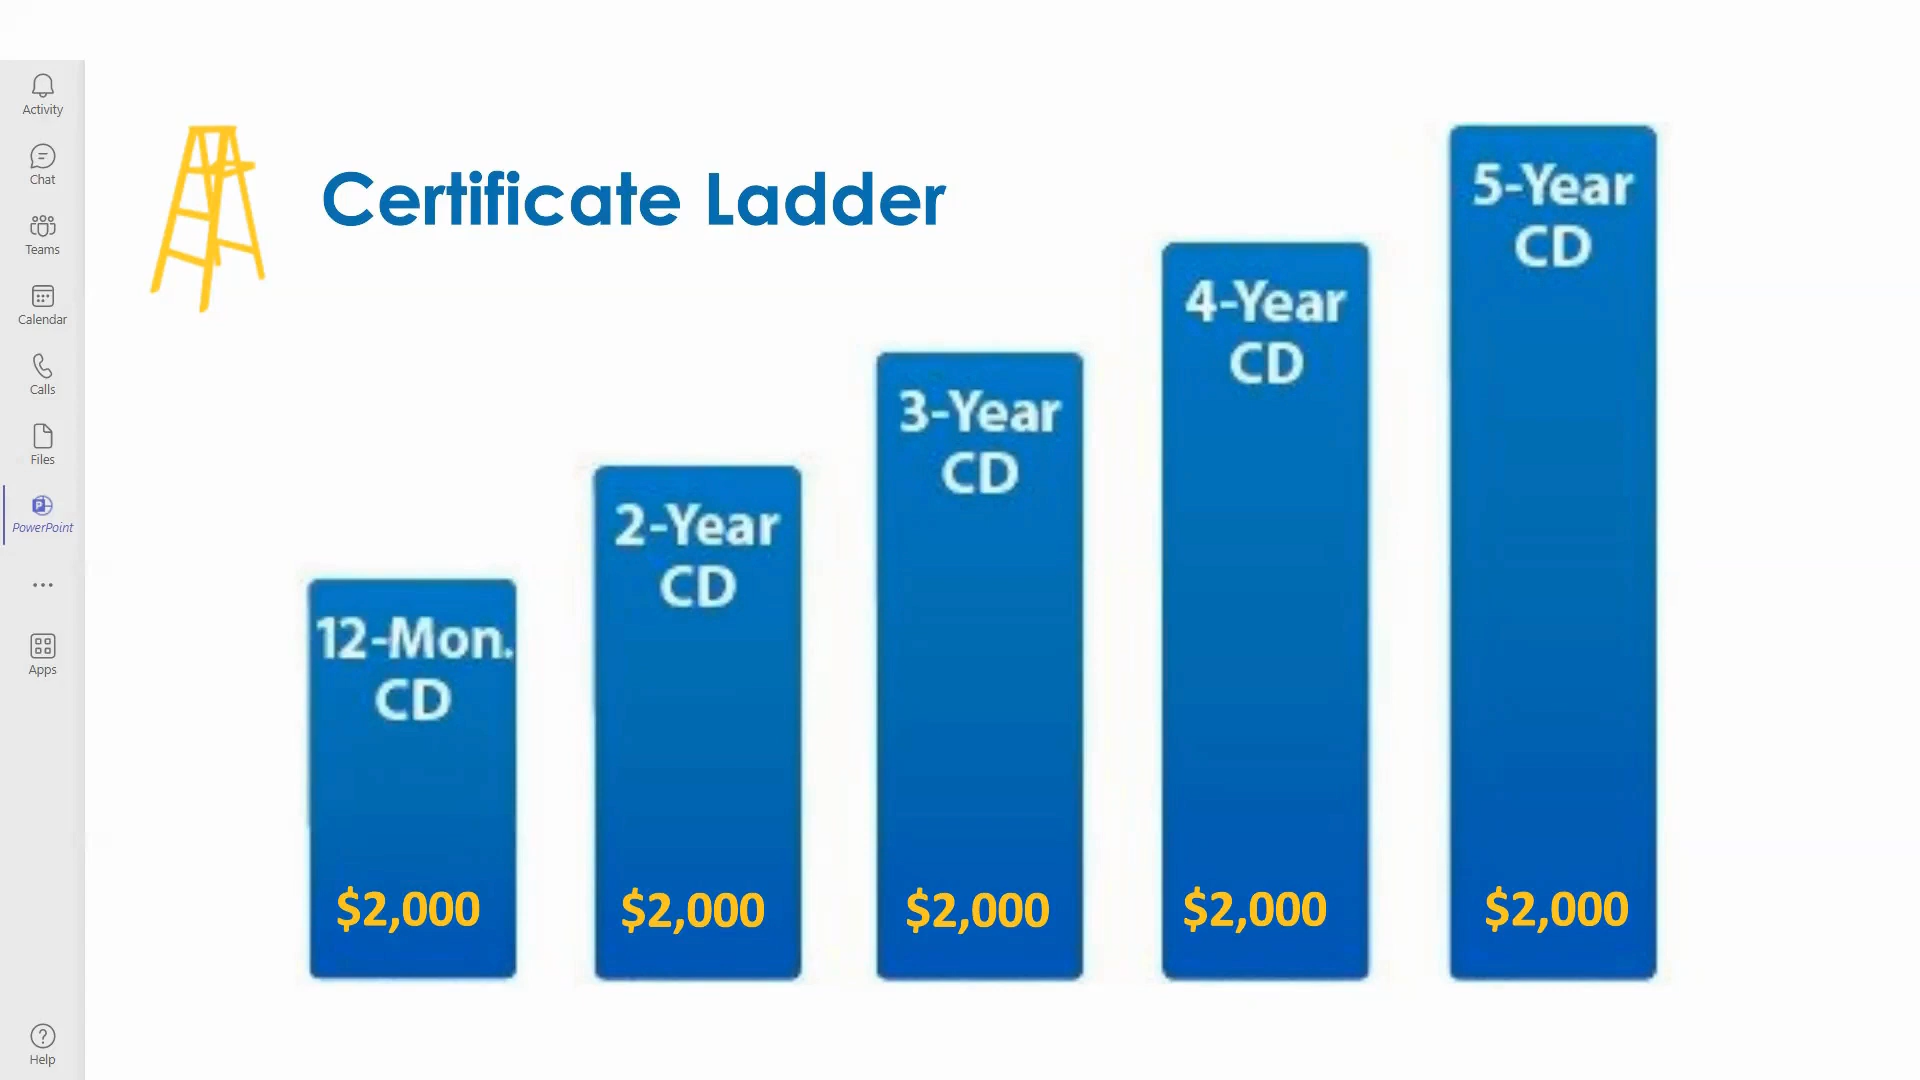 Activity
Chat
Teams
Calendar
Calls
Files
PowerPoint
Apps
Help
Certificate Ladder
12-Mon.
CD
$2,000
2-Year
CD
$2,000
3-Year
CD
$2,000
4-Year
CD
$2,000
5-Year
CD
$2,000